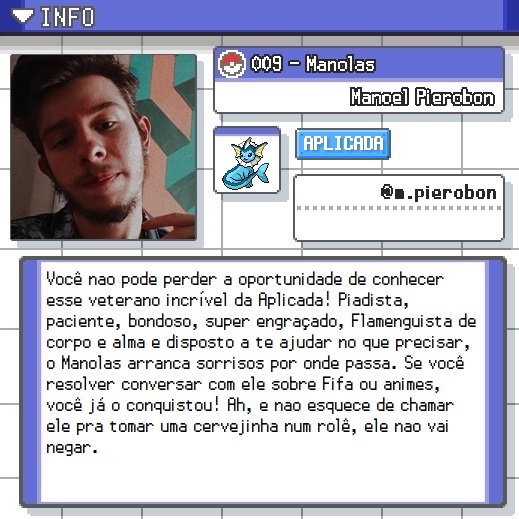 INFO
009 - Manolas
Manoel Pierobon
APLICADA
@m.pierobon
Você nao pode perder a oportunidade de conhecer
esse veterano incrível da Aplicada! Piadista,
paciente, bondoso, super engraçado, Flamenguista de
corpo e alma e disposto a te ajudar no que precisar,
o Manolas arranca sorrisos por onde passa. Se você
resolver conversar com ele sobre Fifa ou animes,
você já o conquistou! Ah, e nao esquece de chamar
ele pra tomar uma cervejinha num rolê, ele nao vai
negar.